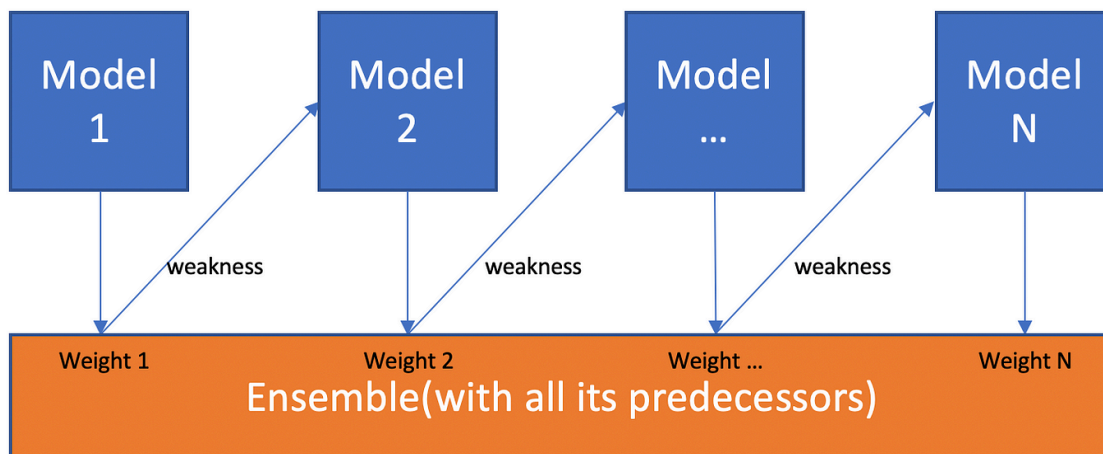 Model
1
Model
2
Model
...
Model
N
weakness
weakness
weakness
Weight 1
Weight 2
Weight ...
Weight N
Ensemble(with all its predecessors)